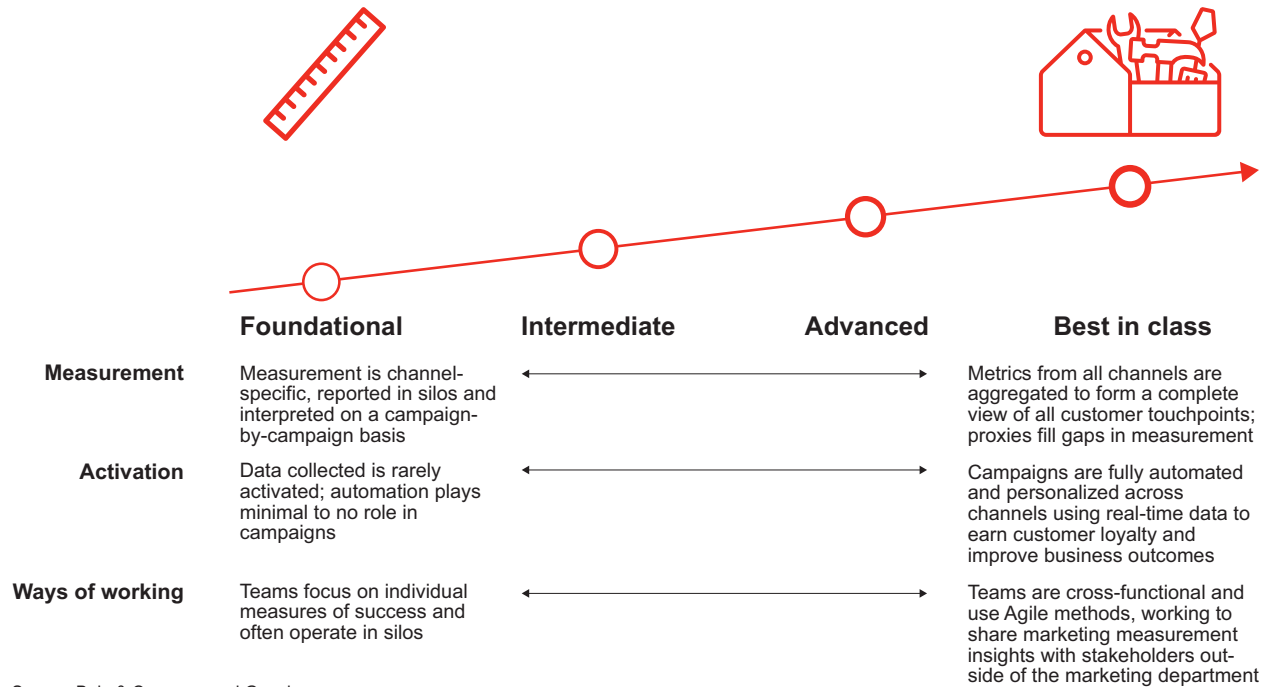 Foundational
Intermediate
Advanced
Best in class
Measurement
Measurement is channel-
specific, reported in silos and
interpreted on a campaign-
by-campaign basis
Metrics from all channels are
aggregated to form a complete
view of all customer touchpoints;
proxies fill gaps in measurement
Activation
Data collected is rarely
activated; automation plays
minimal to no role in
campaigns
Campaigns are fully automated
and personalized across
channels using real-time data to
earn customer loyalty and
improve business outcomes
Ways of working
Teams focus on individual
measures of success and
often operate in silos
Teams are cross-functional and
use Agile methods, working to
share marketing measurement
insights with stakeholders out-
side of the marketing department